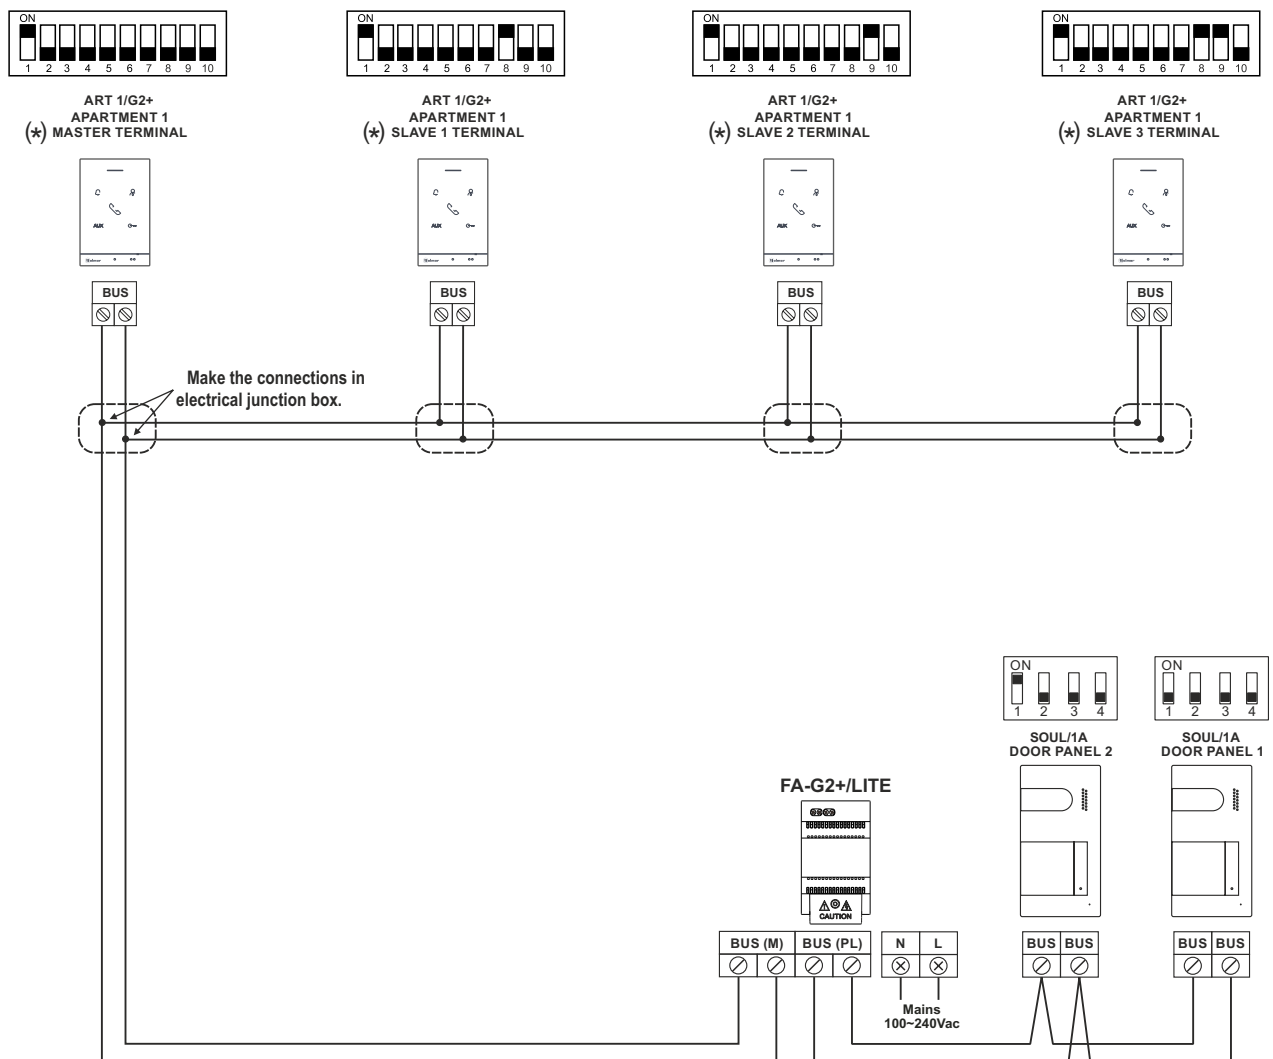 ON
1 2 3 4 5 6 7 8 9 10
ART 1/G2+
APARTMENT 1
(*) MASTER TERMINAL
AUX
BUS
ON
1 2 3 4 5 6 7 8 9 10
ART 1/G2+
APARTMENT 1
(*) SLAVE 1 TERMINAL
AUX
BUS
ON
1 2 3 4 5 6 7 8 9 10
ART 1/G2+
APARTMENT 1
(*) SLAVE 2 TERMINAL
AUX
BUS
ON
1 2 3 4 5 6 7 8 9 10
ART 1/G2+
APARTMENT 1
(*) SLAVE 3 TERMINAL
AUX
BUS
Make the connections in
electrical junction box.
ON
1 2 3 4
SOUL/1A
DOOR PANEL 2
ON
1 2 3 4
SOUL/1A
DOOR PANEL 1
FA-G2+/LITE
CAUTION
BUS (M) BUS (PL) N L
Mains
100~240Vac
BUS BUS
BUS BUS